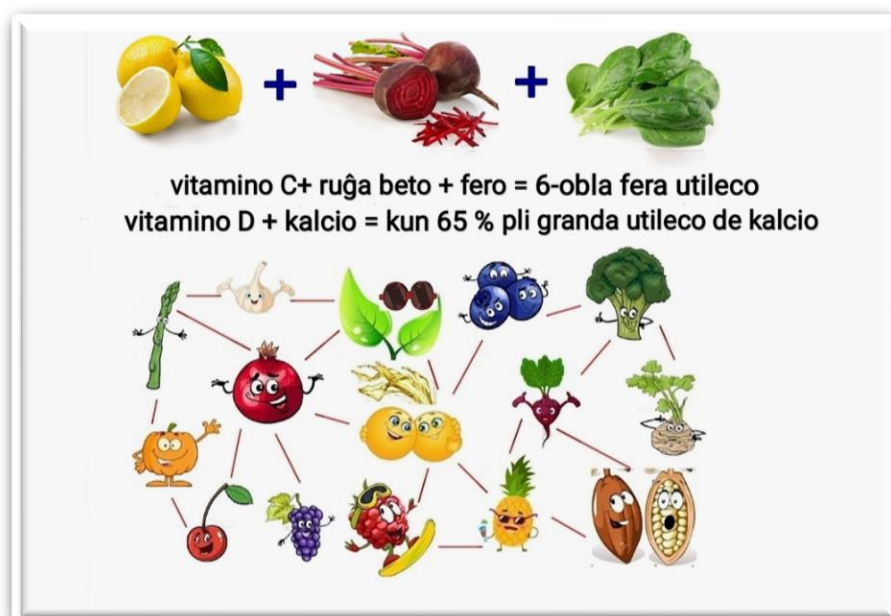 + +
vitamino C+ ruĝa beto + fero = 6-obla fera utileco
vitamino D + kalcio = kun 65 % pli granda utileco de kalcio